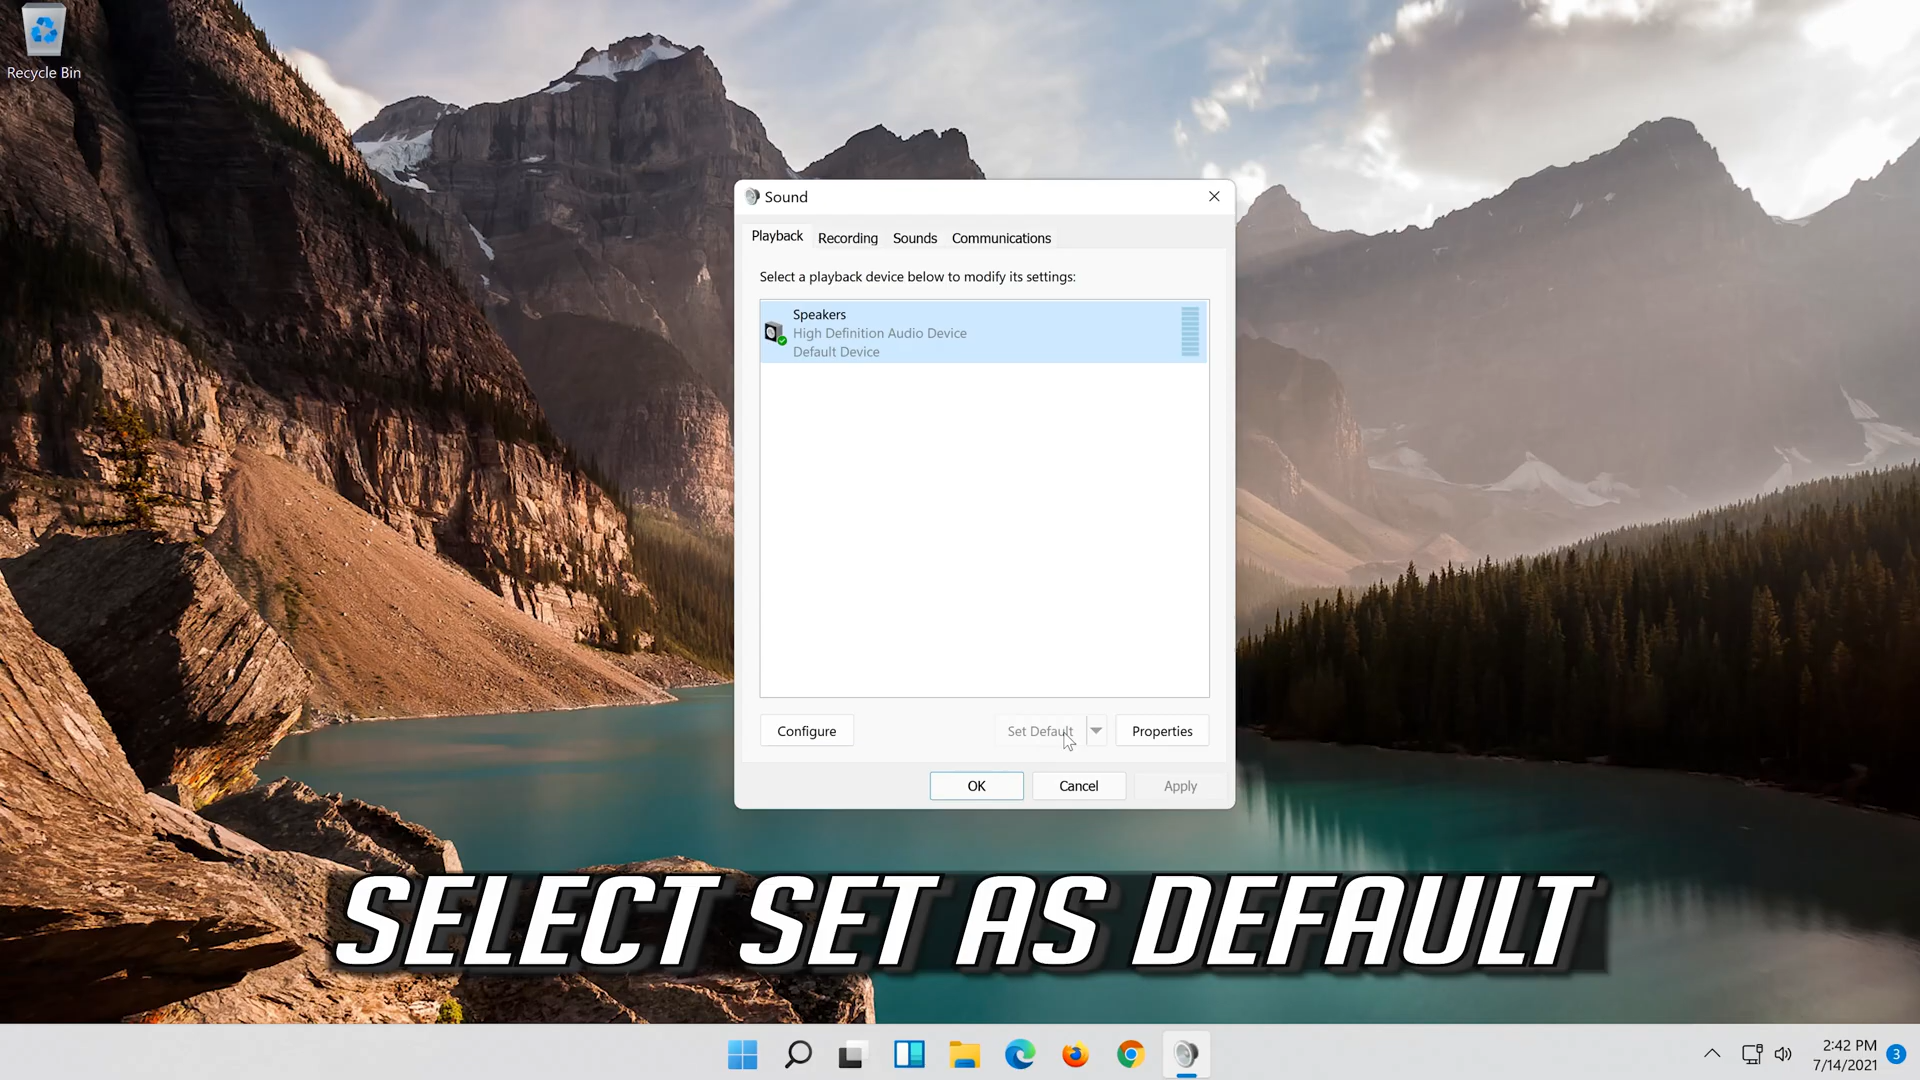 Recycle Bin
Sound
Playback Recording Sounds Communications
Select a playback device below to modify its settings:
Speakers
High Definition Audio Device
Default Device
Configure Set Default Properties
OK Cancel Apply
SELECT SET AS DEFAULT
2:42 PM
7/14/2021 3